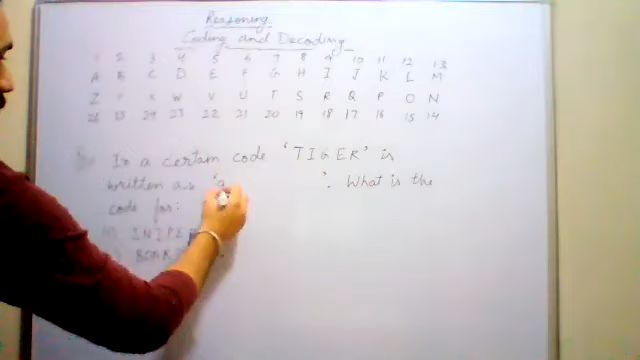 Reasoning
Coding and Decoding
1 2 3 4 5 6 7 8 9 10 11 12 13
A B C D E F G H I J K L M
Z Y X W V U T S R Q P O N
26 25 24 23 22 21 20 19 18 17 16 15 14
In a certain code 'TIGER' is
written as 'Q '. What is the
code for: